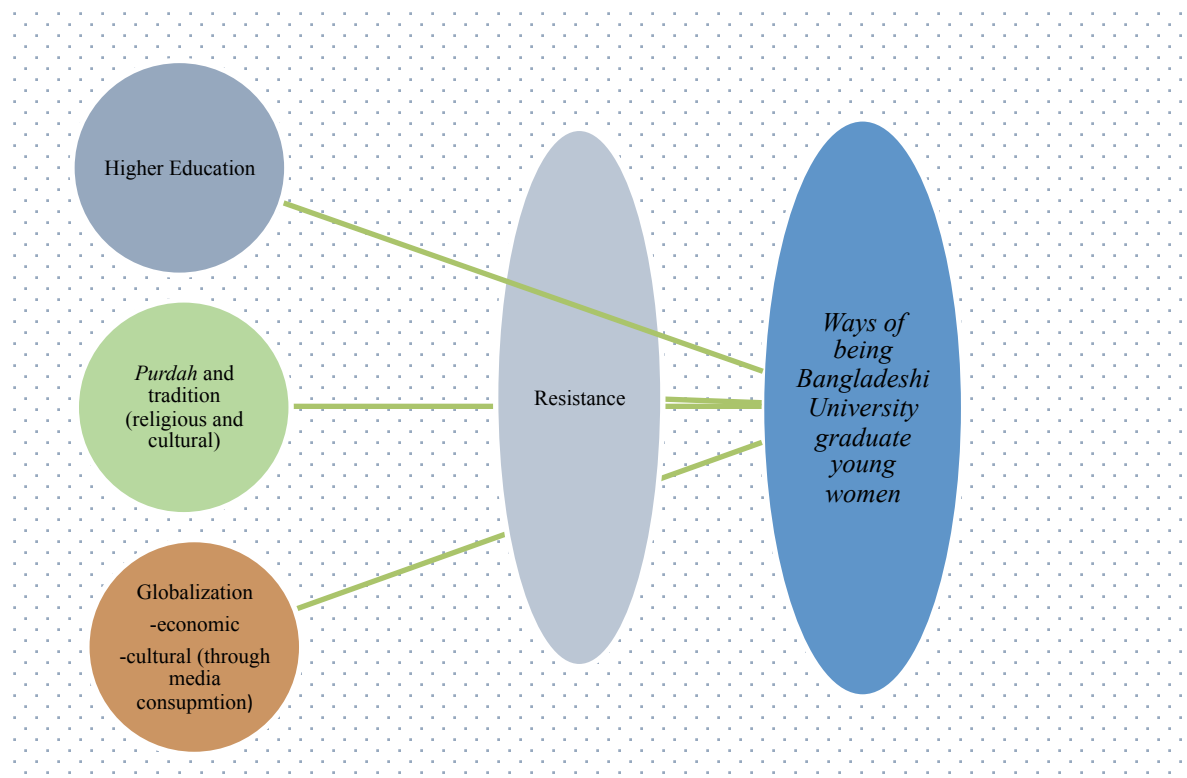 Higher Education
Purdah and
tradition
(religious and
cultural)
Globalization
-economic
-cultural (through
media
consupmtion)
Resistance
Ways of
being
Bangladeshi
University
graduate
young
women